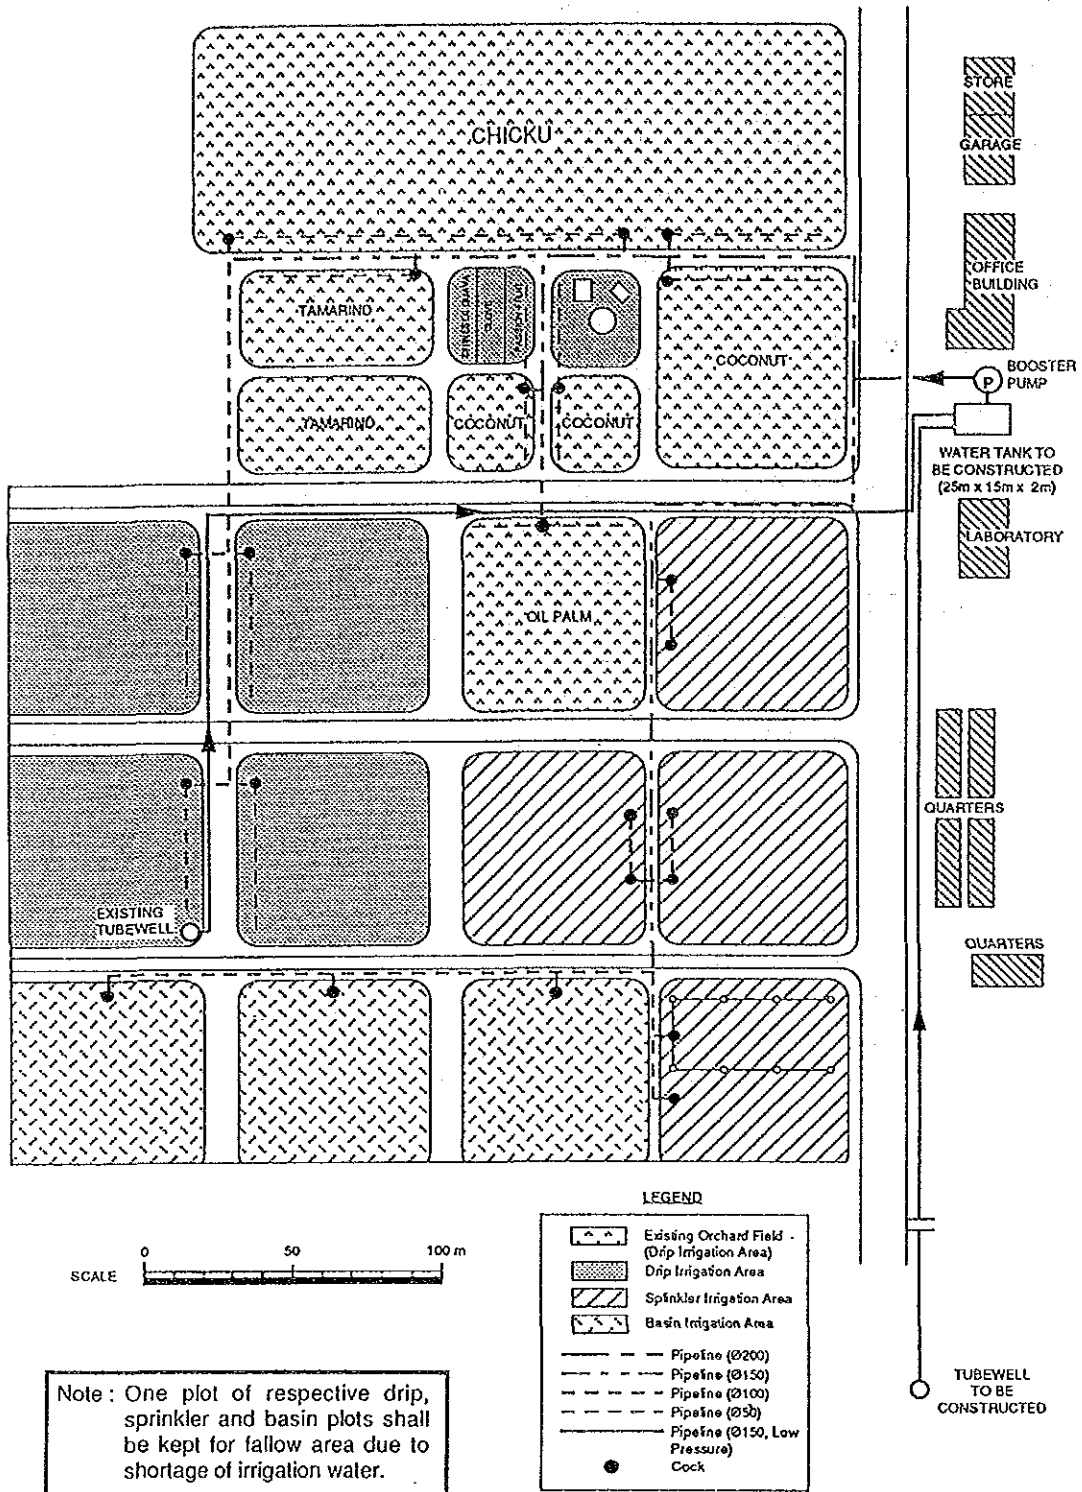 STORE
GARAGE
CHICKU
OFFICE
BUILDING
TAMARIND
CLOVE
COCONUT
BOOSTER
PUMP
P
TAMARIND
COCONUT
COCONUT
WATER TANK TO
BE CONSTRUCTED
(25m x 15m x 2m)
LABORATORY
OIL PALM
QUARTERS
EXISTING
TUBEWELL
QUARTERS
LEGEND
Existing Orchard Field -
(Drip Irrigation Area)
Drip Irrigation Area
Splinkler Irrigation Area
Basin Irrigation Area
Pipeline (Ø200)
Pipeline (Ø150)
Pipeline (Ø100)
Pipeline (Ø50)
Pipeline (Ø150, Low
Pressure)
Cock
0 50 100 m
SCALE
TUBEWELL
TO BE
CONSTRUCTED
Note : One plot of respective drip,
sprinkler and basin plots shall
be kept for fallow area due to
shortage of irrigation water.